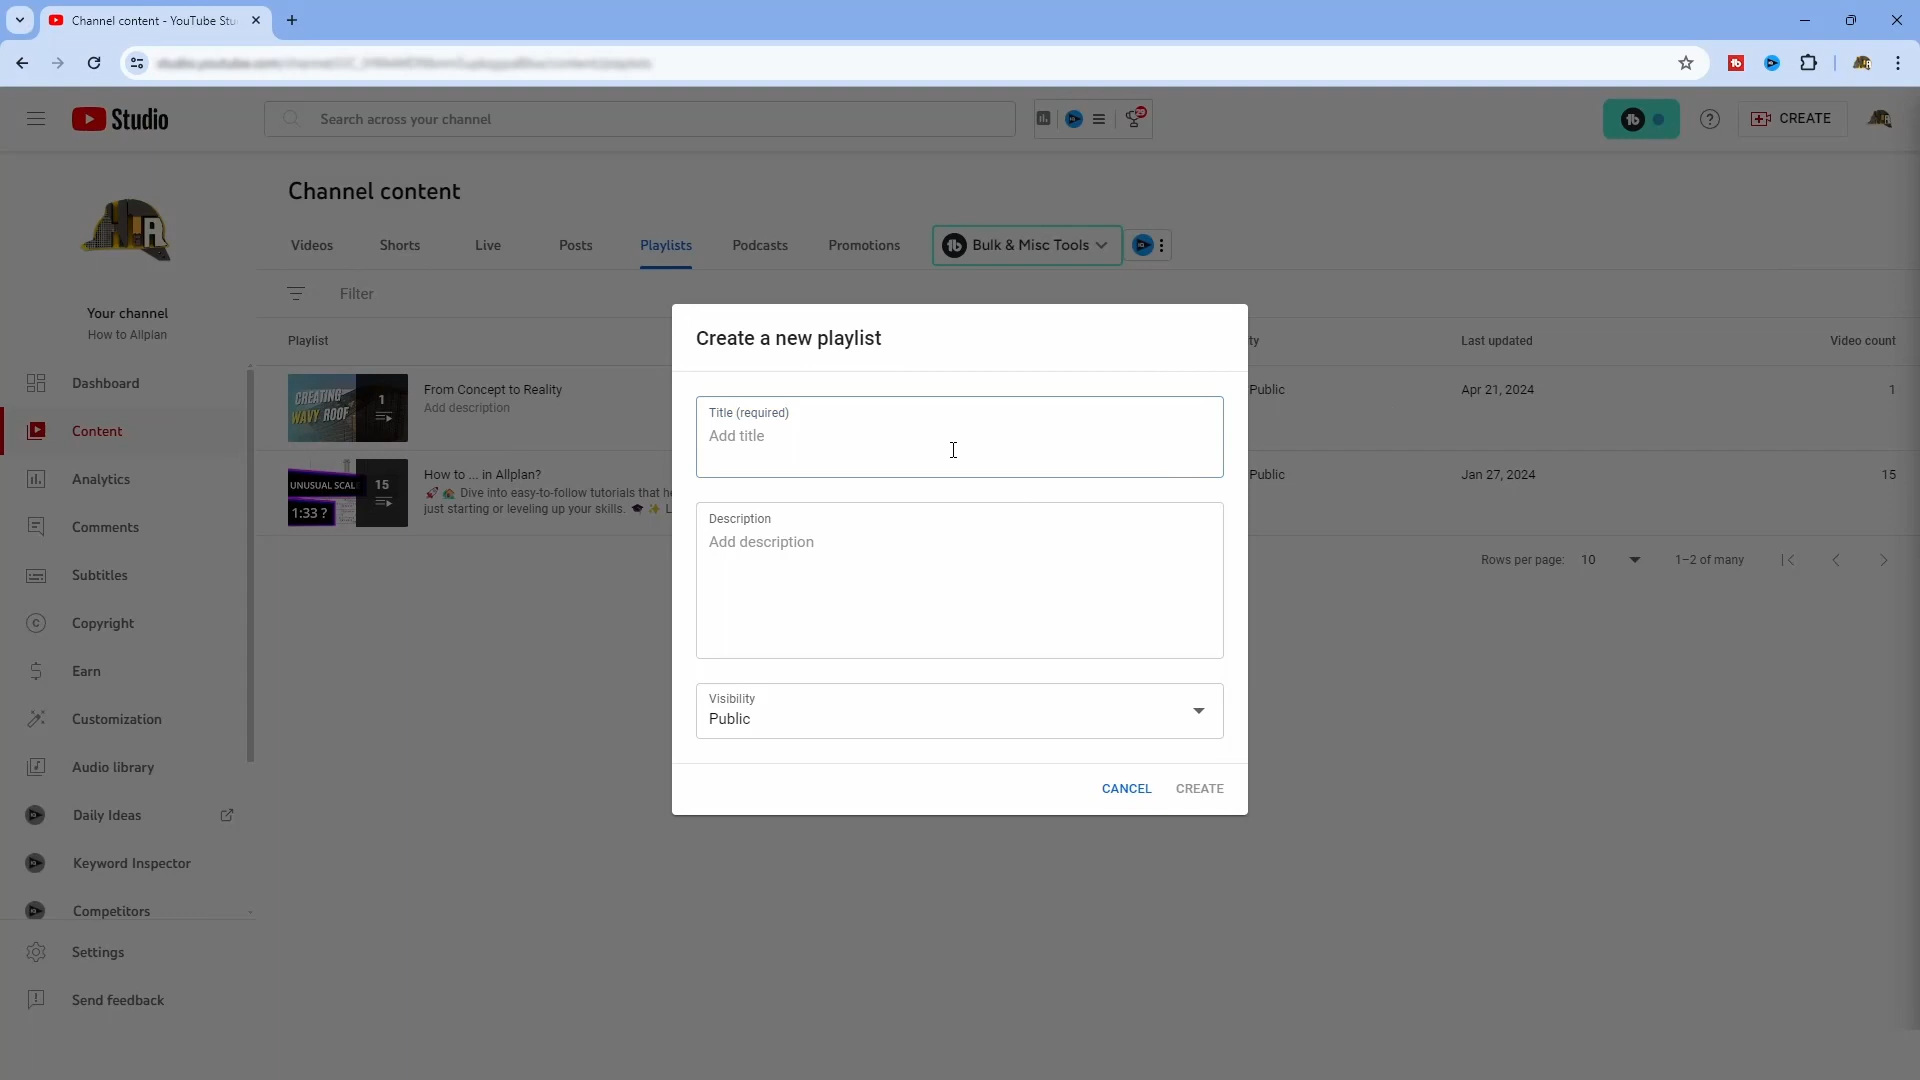 Channel content - YouTube Stu
Studio
Search across your channel
29
CREATE
Channel content
Videos
Shorts
Live
Posts
Playlists
Podcasts
Promotions
Bulk & Misc Tools
Your channel
How to Allplan
Filter
Playlist
ty
Last updated
Video count
CREATING
WAVY ROOF
1
From Concept to Reality
Add description
Public
Apr 21, 2024
1
UNUSUAL SCAL
1:33 ?
15
How to ... in Allplan?
🚀 🏠 Dive into easy-to-follow tutorials that he
just starting or leveling up your skills. 🎓 ✨ L
Public
Jan 27, 2024
15
Rows per page:
10
1–2 of many
Dashboard
Content
Analytics
Comments
Subtitles
Copyright
Earn
Customization
Audio library
Daily Ideas
Keyword Inspector
Competitors
Settings
Send feedback
Create a new playlist
Title (required)
Add title
Description
Add description
Visibility
Public
CANCEL
CREATE